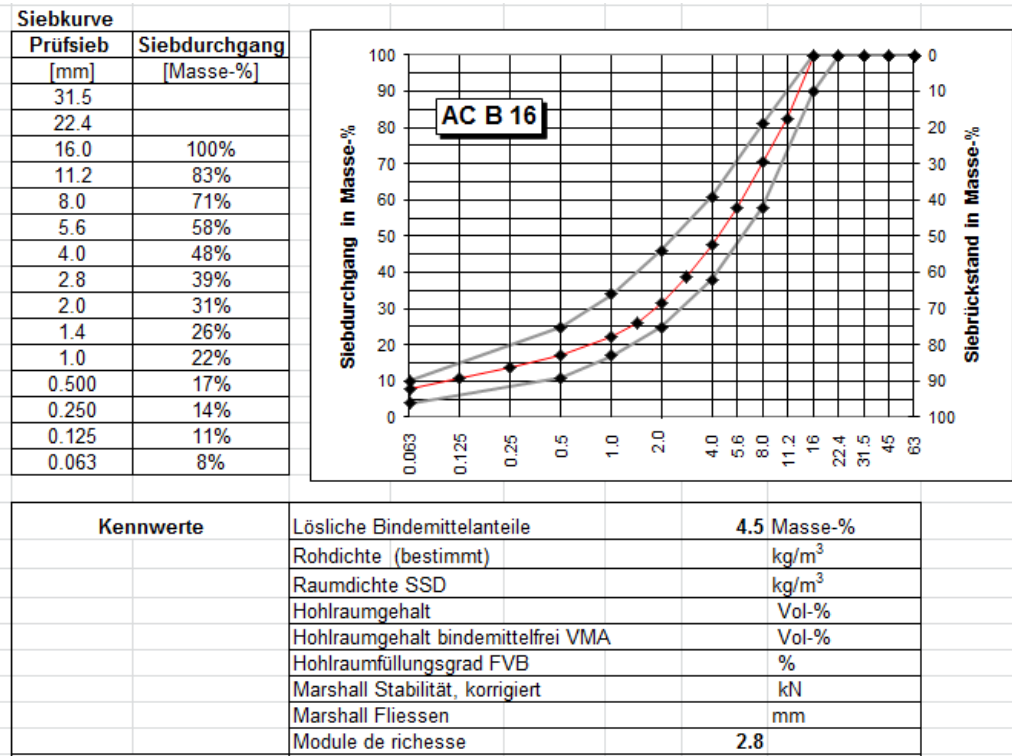 Siebkurve
Prüfsieb Siebdurchgang
[mm] [Masse-%]
31.5
22.4
16.0 100%
11.2 83%
8.0 71%
5.6 58%
4.0 48%
2.8 39%
2.0 31%
1.4 26%
1.0 22%
0.500 17%
0.250 14%
0.125 11%
0.063 8%
AC B 16
Siebdurchgang in Masse-%
100
90
80
70
60
50
40
30
20
10
0
0
10
20
30
40
50
60
70
80
90
100
Siebrückstand in Masse-%
0.063 0.125 0.25 0.5 1.0 2.0 4.0 5.6 8.0 11.2 16 22.4 31.5 45 63
Kennwerte
Lösliche Bindemittelanteile 4.5 Masse-%
Rohdichte (bestimmt) kg/m³
Raumdichte SSD kg/m³
Hohlraumgehalt Vol-%
Hohlraumgehalt bindemittelfrei VMA Vol-%
Hohlraumfüllungsgrad FVB %
Marshall Stabilität, korrigiert kN
Marshall Fliessen mm
Module de richesse 2.8